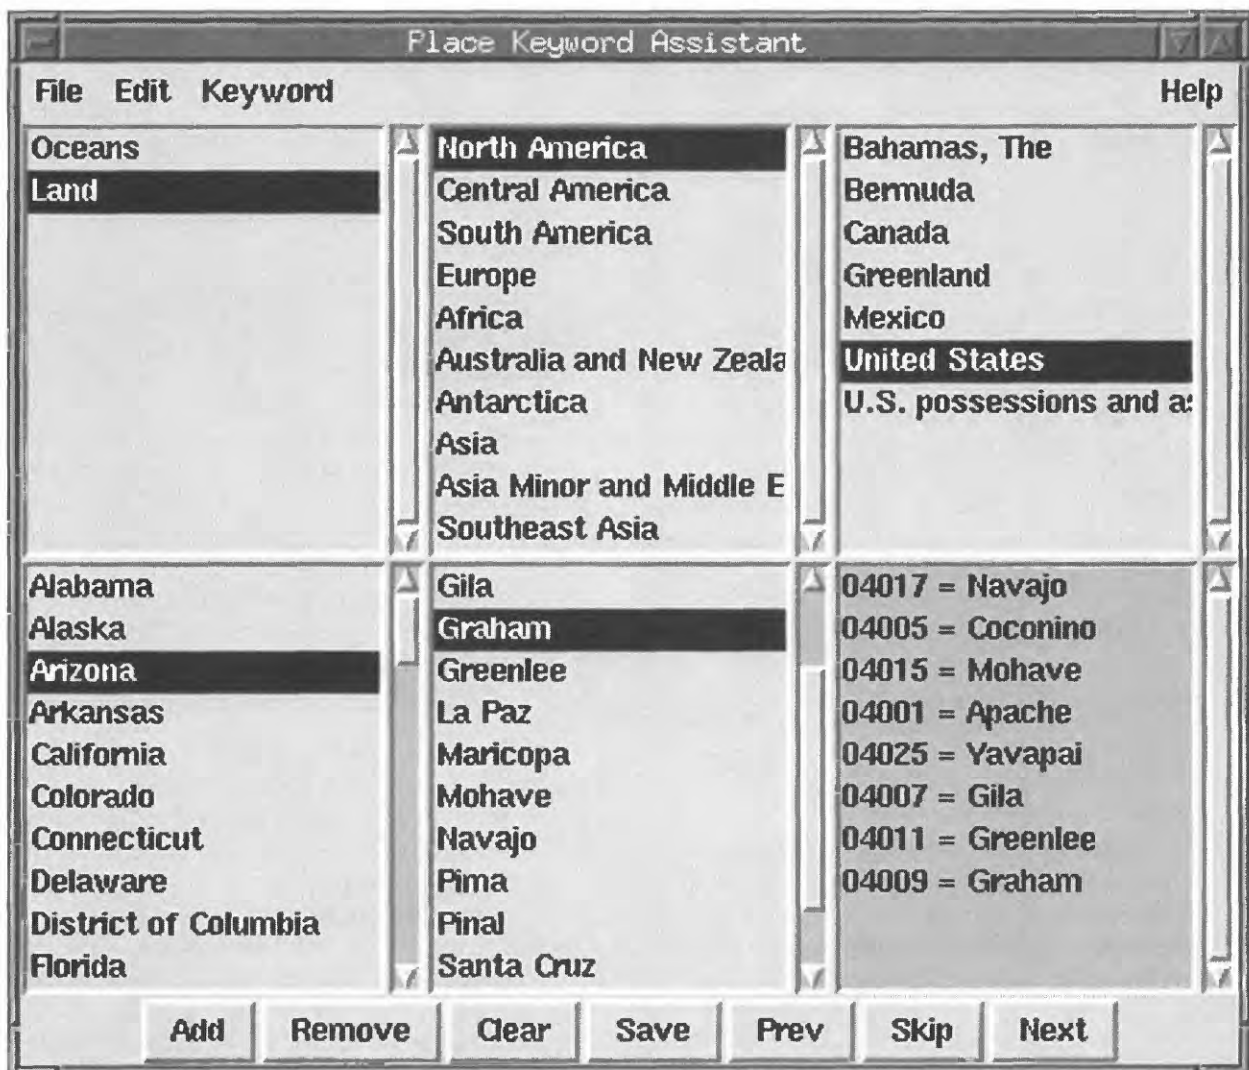 Place Keyword Assistant
File Edit Keyword Help
Oceans
Land
North America
Central America
South America
Europe
Africa
Australia and New Zeala
Antarctica
Asia
Asia Minor and Middle E
Southeast Asia
Bahamas, The
Bermuda
Canada
Greenland
Mexico
United States
U.S. possessions and as
Alabama
Alaska
Arizona
Arkansas
California
Colorado
Connecticut
Delaware
District of Columbia
Florida
Gila
Graham
Greenlee
La Paz
Maricopa
Mohave
Navajo
Pima
Pinal
Santa Cruz
04017 = Navajo
04005 = Coconino
04015 = Mohave
04001 = Apache
04025 = Yavapai
04007 = Gila
04011 = Greenlee
04009 = Graham
Add Remove Clear Save Prev Skip Next